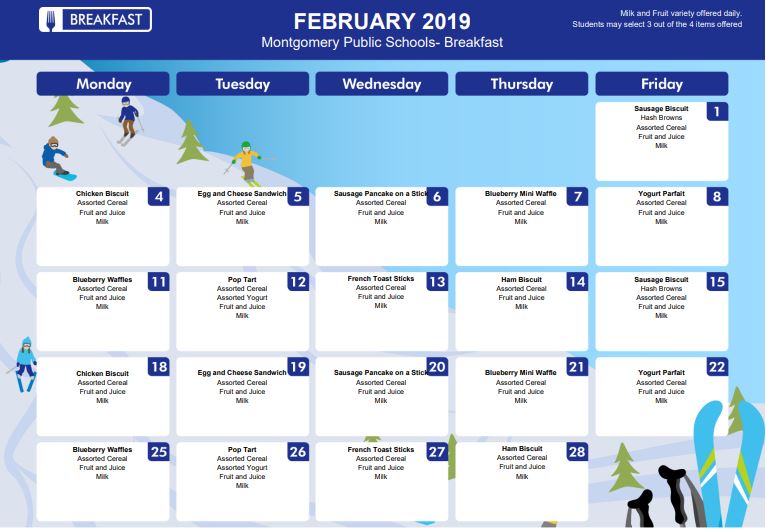 BREAKFAST
FEBRUARY 2019
Montgomery Public Schools- Breakfast
Milk and Fruit variety offered daily.
Students may select 3 out of the 4 items offered
Monday
Tuesday
Wednesday
Thursday
Friday
Sausage Biscuit
1
Hash Browns
Assorted Cereal
Fruit and Juice
Milk
Chicken Biscuit
4
Assorted Cereal
Fruit and Juice
Milk
Egg and Cheese Sandwich
5
Assorted Cereal
Fruit and Juice
Milk
Sausage Pancake on a Stick
6
Assorted Cereal
Fruit and Juice
Milk
Blueberry Mini Waffle
7
Assorted Cereal
Fruit and Juice
Milk
Yogurt Parfait
8
Assorted Cereal
Fruit and Juice
Milk
Blueberry Waffles
11
Assorted Cereal
Fruit and Juice
Milk
Pop Tart
12
Assorted Cereal
Assorted Yogurt
Fruit and Juice
Milk
French Toast Sticks
13
Assorted Cereal
Fruit and Juice
Milk
Ham Biscuit
14
Assorted Cereal
Fruit and Juice
Milk
Sausage Biscuit
15
Hash Browns
Assorted Cereal
Fruit and Juice
Milk
Chicken Biscuit
18
Assorted Cereal
Fruit and Juice
Milk
Egg and Cheese Sandwich
19
Assorted Cereal
Fruit and Juice
Milk
Sausage Pancake on a Stick
20
Assorted Cereal
Fruit and Juice
Milk
Blueberry Mini Waffle
21
Assorted Cereal
Fruit and Juice
Milk
Yogurt Parfait
22
Assorted Cereal
Fruit and Juice
Milk
Blueberry Waffles
25
Assorted Cereal
Fruit and Juice
Milk
Pop Tart
26
Assorted Cereal
Assorted Yogurt
Fruit and Juice
Milk
French Toast Sticks
27
Assorted Cereal
Fruit and Juice
Milk
Ham Biscuit
28
Assorted Cereal
Fruit and Juice
Milk